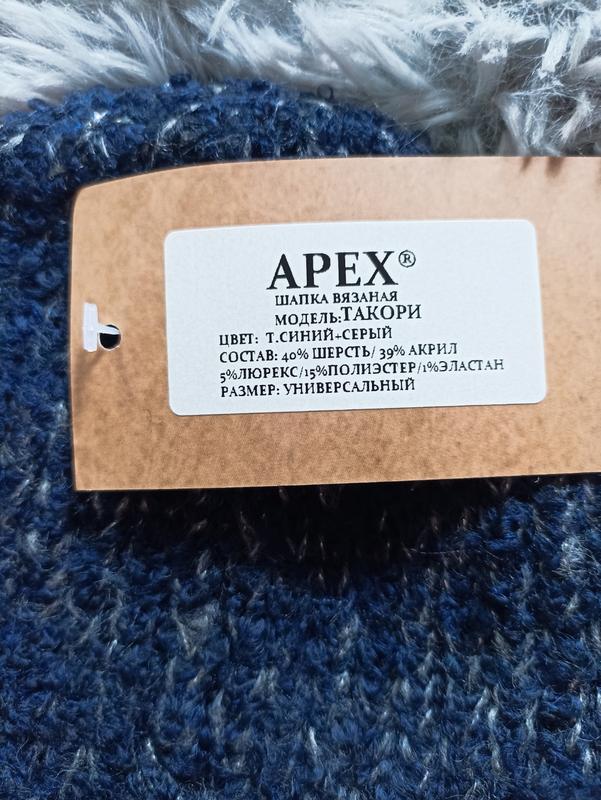 APEX®
ШАПКА ВЯЗАНАЯ
МОДЕЛЬ:ТАКОРИ
ЦВЕТ: Т.СИНИЙ+СЕРЫЙ
СОСТАВ: 40% ШЕРСТЬ/ 39% АКРИЛ
5%ЛЮРЕКС/15%ПОЛИЭСТЕР/1%ЭЛАСТАН
РАЗМЕР: УНИВЕРСАЛЬНЫЙ